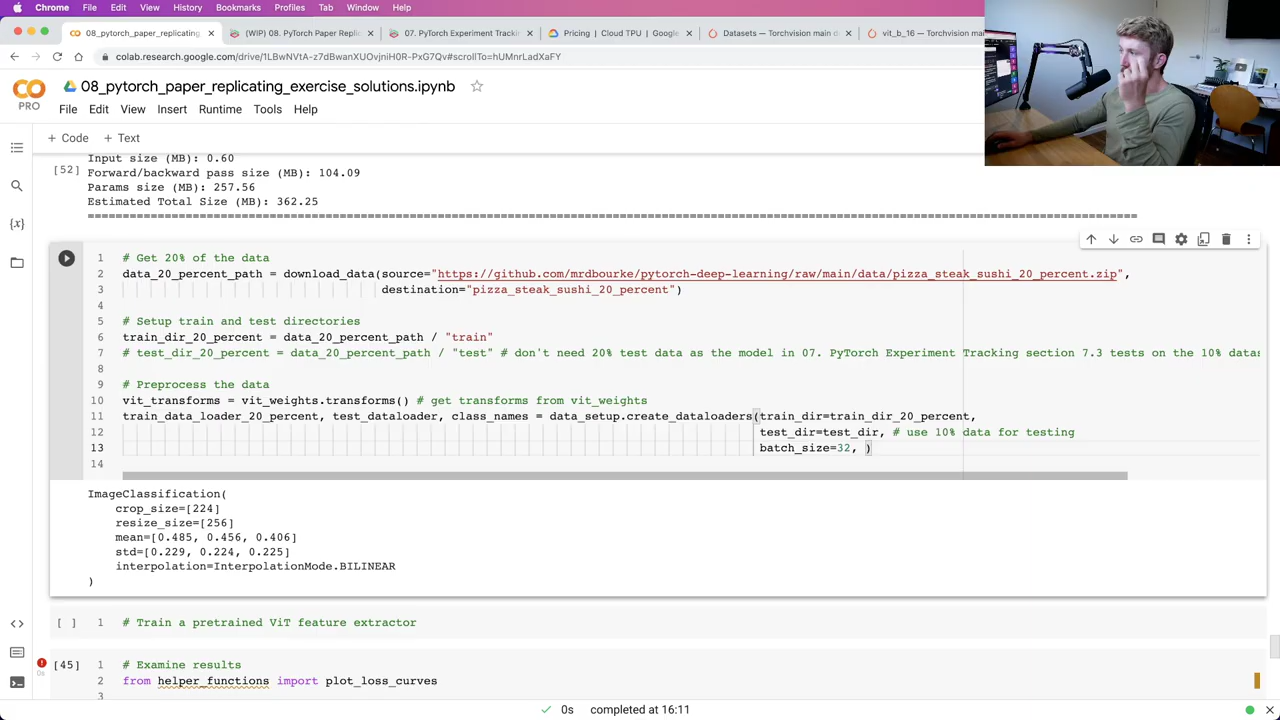 Chrome File Edit View History Bookmarks Profiles Tab Window Help
08_pytorch_paper_replicating_
(WIP) 08. PyTorch Paper Repli
07. PyTorch Experiment Tracki
Pricing | Cloud TPU | Google
Datasets — Torchvision main d
vit_b_16 — Torchvision ma
colab.research.google.com/drive/1LBwNVtA
CO
PRO
08_pytorch_paper_replicating_exercise_solutions.ipynb
File Edit View Insert Runtime Tools Help
+ Code + Text
Input size (MB): 0.60
[52]
Forward/backward pass size (MB): 104.09
Params size (MB): 257.56
Estimated Total Size (MB): 362.25
1 # Get 20% of the data
2 data_20_percent_path = download_data(source="https://github.com/mrdbourke/pytorch-deep-learning/raw/main/data/pizza_steak_sushi_20_percent.zip",
3 destination="pizza_steak_sushi_20_percent")
4
5 # Setup train and test directories
6 train_dir_20_percent = data_20_percent_path / "train"
7 # test_dir_20_percent = data_20_percent_path / "test" # don't need 20% test data as the model in 07. PyTorch Experiment Tracking section 7.3 tests on the 10% datas
8
9 # Preprocess the data
10 vit_transforms = vit_weights.transforms() # get transforms from vit_weights
11 train_data_loader_20_percent, test_dataloader, class_names = data_setup.create_dataloaders(train_dir=train_dir_20_percent,
12 test_dir=test_dir, # use 10% data for testing
13 batch_size=32, )
14
ImageClassification(
crop_size=[224]
resize_size=[256]
mean=[0.485, 0.456, 0.406]
std=[0.229, 0.224, 0.225]
interpolation=InterpolationMode.BILINEAR
)
[ ] 1 # Train a pretrained ViT feature extractor
[45] 1 # Examine results
0s 2 from helper_functions import plot_loss_curves
3
0s completed at 16:11